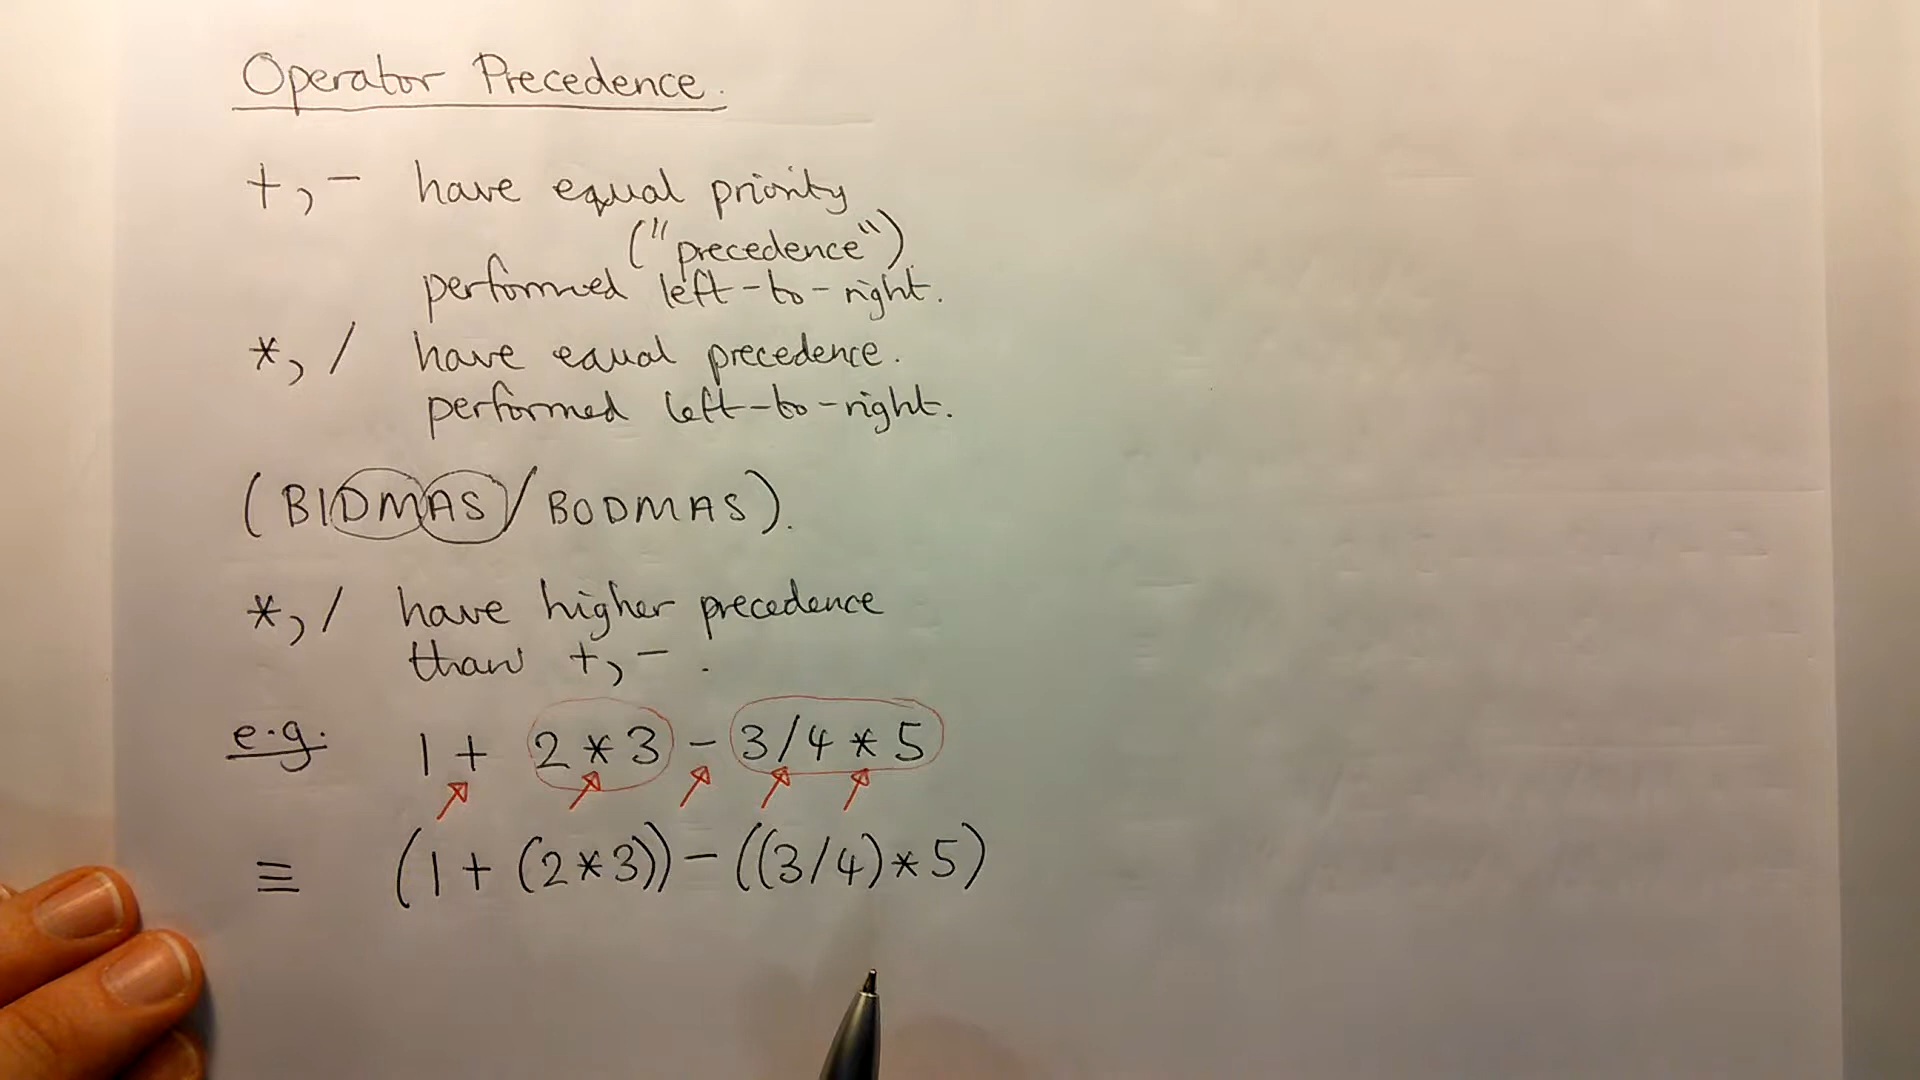 Operator Precedence.
+, - have equal priority
("precedence")
performed left-to-right.
*, / have equal precedence.
performed left-to-right.
(BIDMAS/BODMAS).
*, / have higher precedence
than +, - .
e.g. 1 + 2 * 3 - 3/4 * 5
≡ (1 + (2*3)) - ((3/4)*5)